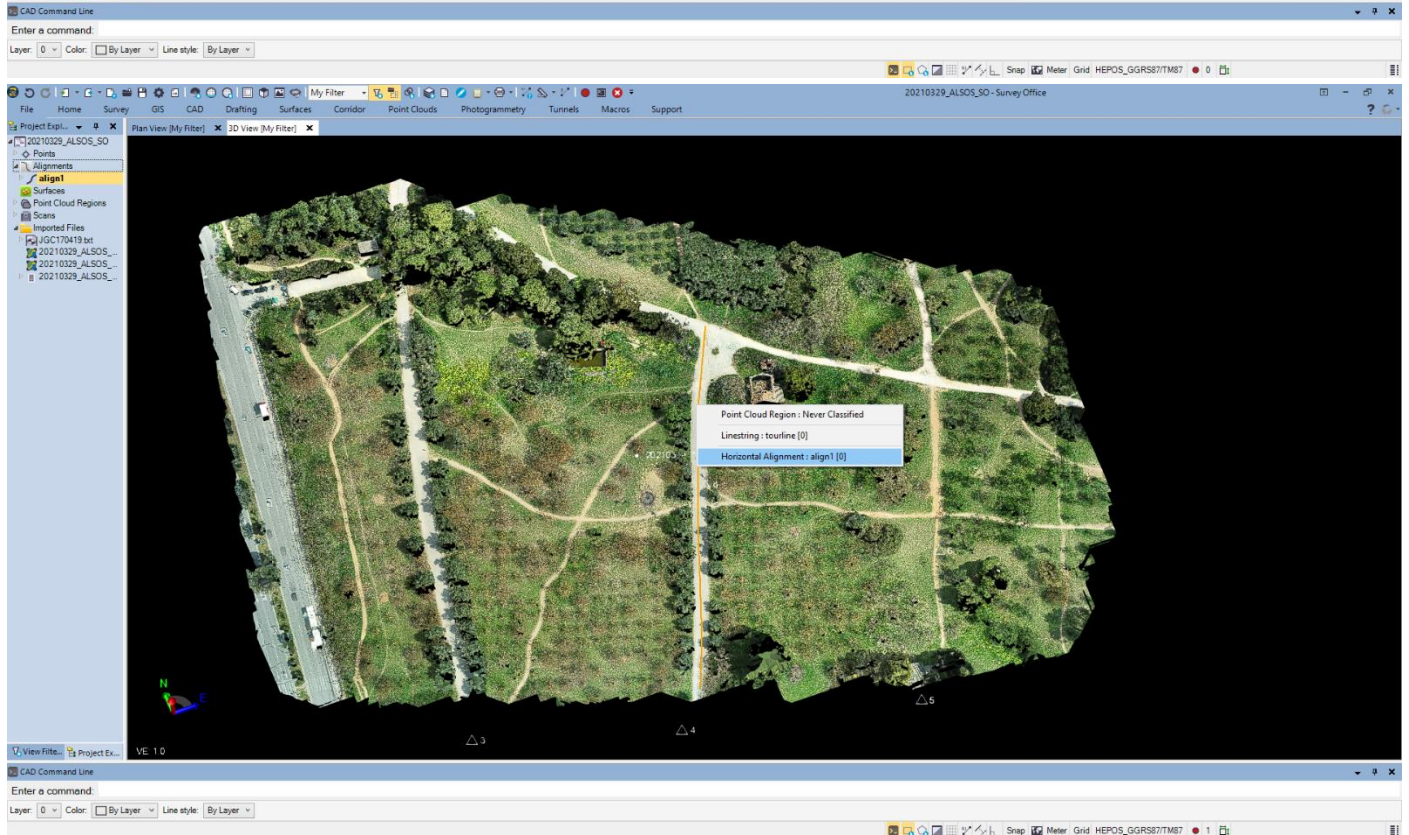 CAD Command Line
Enter a command:
Layer: 0 Color: By Layer Line style: By Layer
Snap Meter Grid HEPOS_GGRS87/TM87 0
My Filter 20210329_ALSOS_SO - Survey Office
File Home Survey GIS CAD Drafting Surfaces Corridor Point Clouds Photogrammetry Tunnels Macros Support
Project Expl... Plan View [My Filter] 3D View [My Filter]
20210329_ALSOS_SO
Points
Alignments
align1
Surfaces
Point Cloud Regions
Scans
Imported Files
JGC170419.txt
20210329_ALSOS_...
20210329_ALSOS_...
20210329_ALSOS_...
Point Cloud Region : Never Classified
Linestring : tourline [0]
Horizontal Alignment : align1 [0]
N
E
5
4
3
View Filte... Project Ex... VE: 1.0
CAD Command Line
Enter a command:
Layer: 0 Color: By Layer Line style: By Layer
Snap Meter Grid HEPOS_GGRS87/TM87 1